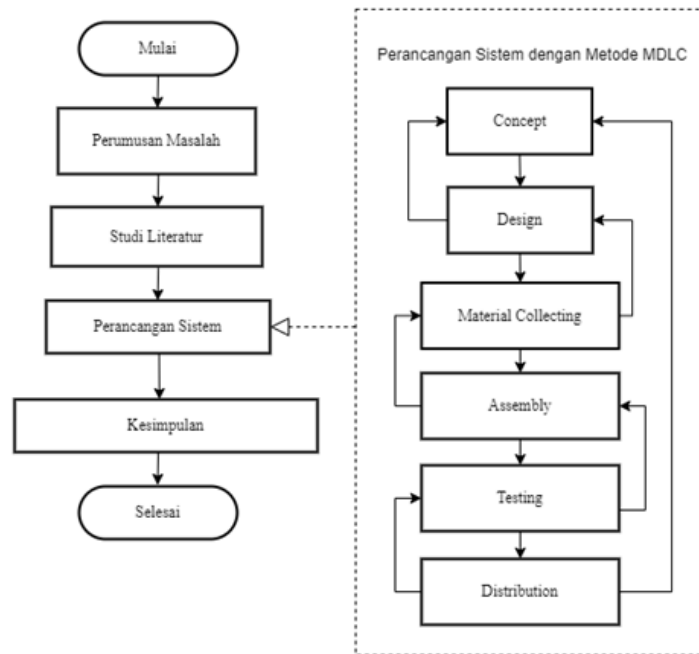 Mulai
Perumusan Masalah
Studi Literatur
Perancangan Sistem
Kesimpulan
Selesai
Perancangan Sistem dengan Metode MDLC
Concept
Design
Material Collecting
Assembly
Testing
Distribution